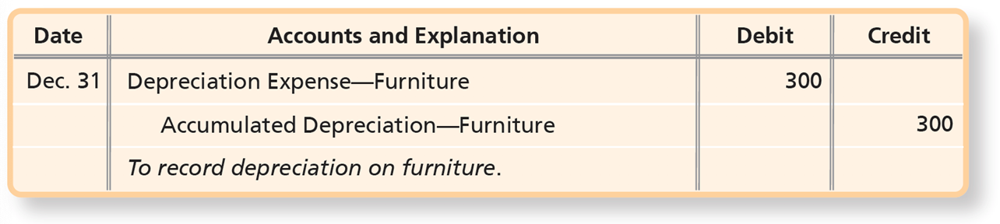 Date Accounts and Explanation Debit Credit
Dec. 31 Depreciation Expense—Furniture 300
Accumulated Depreciation—Furniture 300
To record depreciation on furniture.